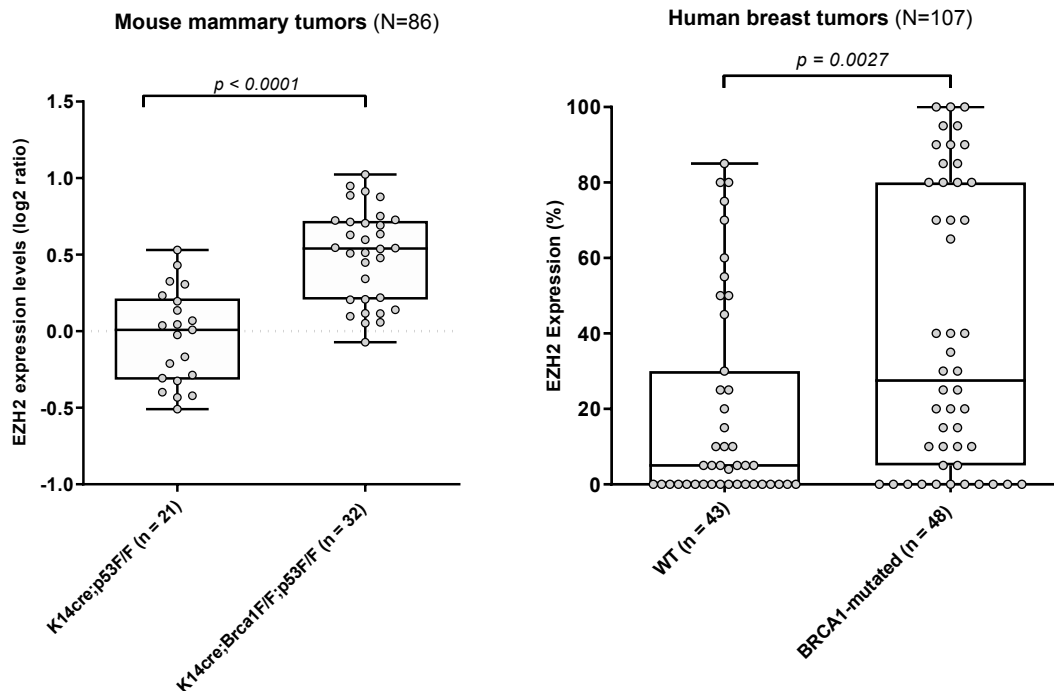 Mouse mammary tumors (N=86)
p < 0.0001
EZH2 expression levels (log2 ratio)
1.5
1.0
0.5
0.0
-0.5
-1.0
K14cre;p53F/F (n = 21)
K14cre;Brca1F/F;p53F/F (n = 32)
Human breast tumors (N=107)
p = 0.0027
EZH2 Expression (%)
100
80
60
40
20
0
WT (n = 43)
BRCA1-mutated (n = 48)